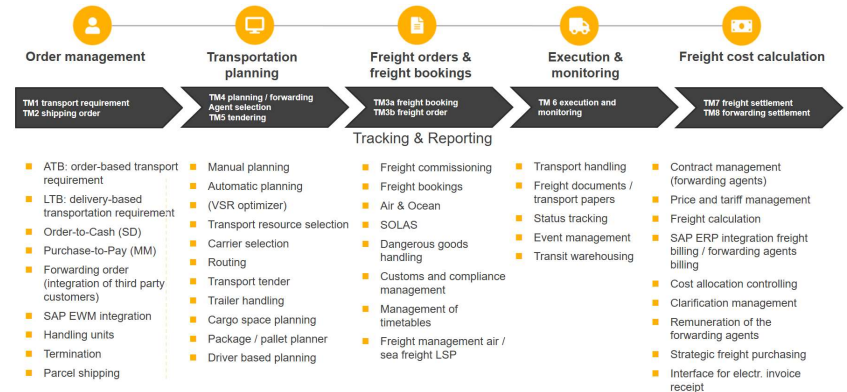 Order management
Transportation
planning
Freight orders &
freight bookings
Execution &
monitoring
Freight cost calculation
TM1 transport requirement
TM2 shipping order
TM4 planning / forwarding
Agent selection
TM5 tendering
TM3a freight booking
TM3b freight order
TM 6 execution and
monitoring
TM7 freight settlement
TM8 forwarding settlement
Tracking & Reporting
ATB: order-based transport
requirement
LTB: delivery-based
transportation requirement
Order-to-Cash (SD)
Purchase-to-Pay (MM)
Forwarding order
(integration of third party
customers)
SAP EWM integration
Handling units
Termination
Parcel shipping
Manual planning
Automatic planning
(VSR optimizer)
Transport resource selection
Carrier selection
Routing
Transport tender
Trailer handling
Cargo space planning
Package / pallet planner
Driver based planning
Freight commissioning
Freight bookings
Air & Ocean
SOLAS
Dangerous goods
handling
Customs and compliance
management
Management of
timetables
Freight management air /
sea freight LSP
Transport handling
Freight documents /
transport papers
Status tracking
Event management
Transit warehousing
Contract management
(forwarding agents)
Price and tariff management
Freight calculation
SAP ERP integration freight
billing / forwarding agents
billing
Cost allocation controlling
Clarification management
Remuneration of the
forwarding agents
Strategic freight purchasing
Interface for electr. invoice
receipt